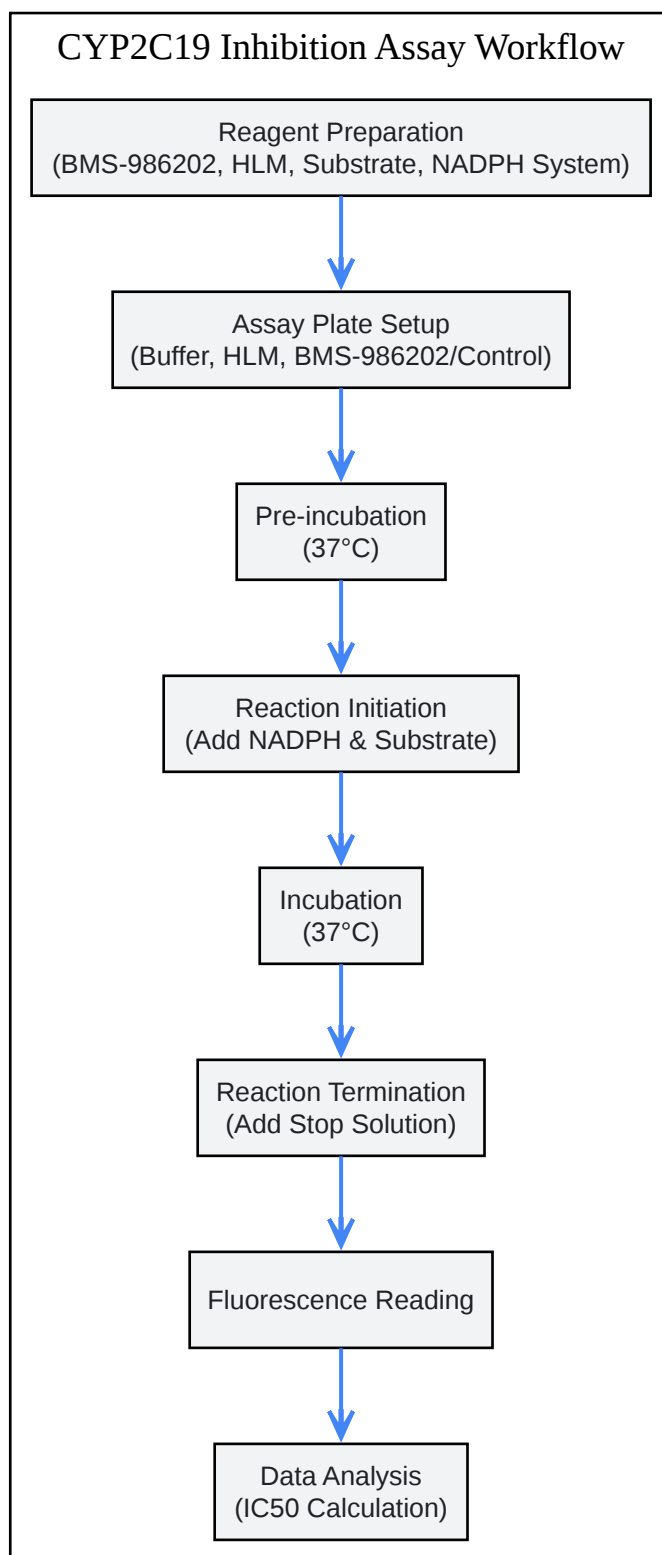 CYP2C19 Inhibition Assay Workflow
Reagent Preparation
(BMS-986202, HLM, Substrate, NADPH System)
Assay Plate Setup
(Buffer, HLM, BMS-986202/Control)
Pre-incubation
(37°C)
Reaction Initiation
(Add NADPH & Substrate)
Incubation
(37°C)
Reaction Termination
(Add Stop Solution)
Fluorescence Reading
Data Analysis
(IC50 Calculation)